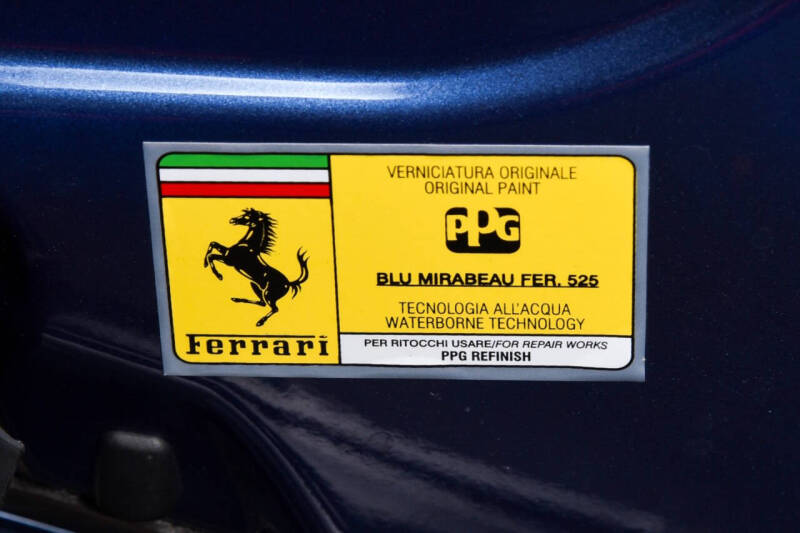 Ferrari
VERNICIATURA ORIGINALE
ORIGINAL PAINT
PPG
BLU MIRABEAU FER. 525
TECNOLOGIA ALL'ACQUA
WATERBORNE TECHNOLOGY
PER RITOCCHI USARE/FOR REPAIR WORKS
PPG REFINISH